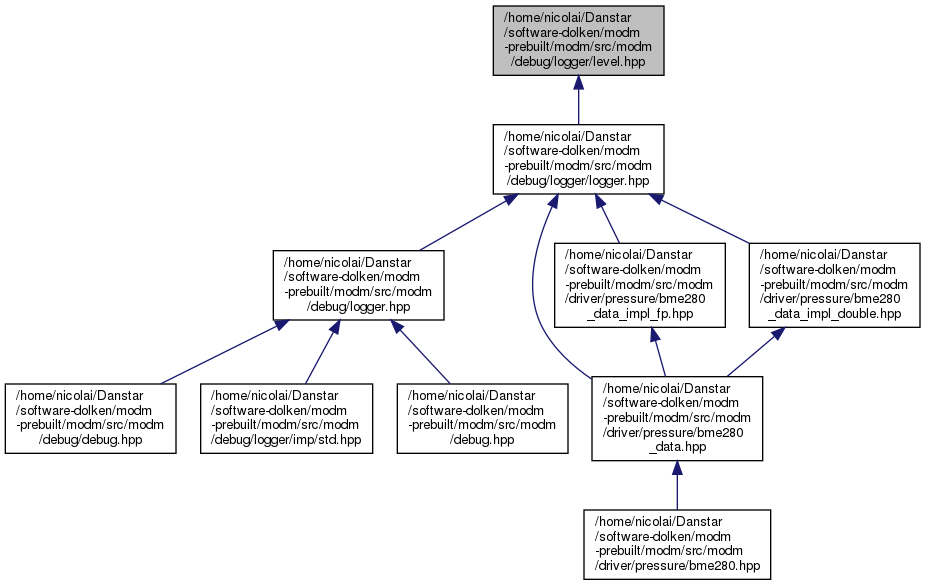 /home/nicolai/Danstar
/software-dolken/modm
-prebuilt/modm/src/modm
/debug/logger/level.hpp
/home/nicolai/Danstar
/software-dolken/modm
-prebuilt/modm/src/modm
/debug/logger/logger.hpp
/home/nicolai/Danstar
/software-dolken/modm
-prebuilt/modm/src/modm
/debug/logger.hpp
/home/nicolai/Danstar
/software-dolken/modm
-prebuilt/modm/src/modm
/driver/pressure/bme280
_data_impl_fp.hpp
/home/nicolai/Danstar
/software-dolken/modm
-prebuilt/modm/src/modm
/driver/pressure/bme280
_data_impl_double.hpp
/home/nicolai/Danstar
/software-dolken/modm
-prebuilt/modm/src/modm
/debug/debug.hpp
/home/nicolai/Danstar
/software-dolken/modm
-prebuilt/modm/src/modm
/debug/logger/imp/std.hpp
/home/nicolai/Danstar
/software-dolken/modm
-prebuilt/modm/src/modm
/debug.hpp
/home/nicolai/Danstar
/software-dolken/modm
-prebuilt/modm/src/modm
/driver/pressure/bme280
_data.hpp
/home/nicolai/Danstar
/software-dolken/modm
-prebuilt/modm/src/modm
/driver/pressure/bme280.hpp